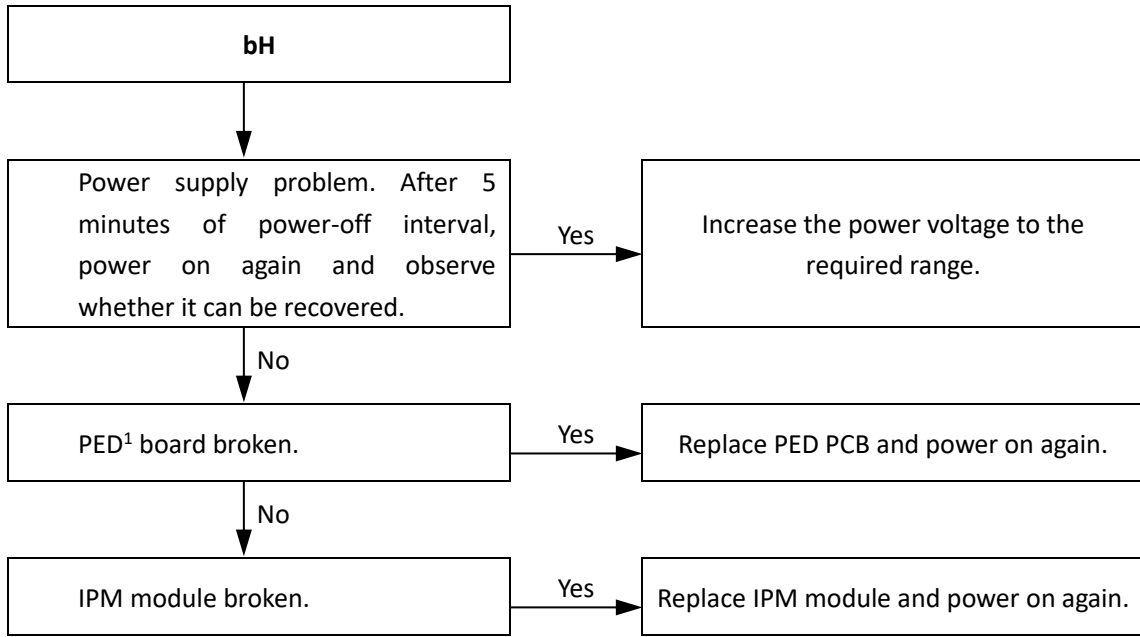 bH
Power supply problem. After 5
minutes of power-off interval,
power on again and observe
whether it can be recovered.
Yes
Increase the power voltage to the
required range.
No
PED¹ board broken.
Yes
Replace PED PCB and power on again.
No
IPM module broken.
Yes
Replace IPM module and power on again.